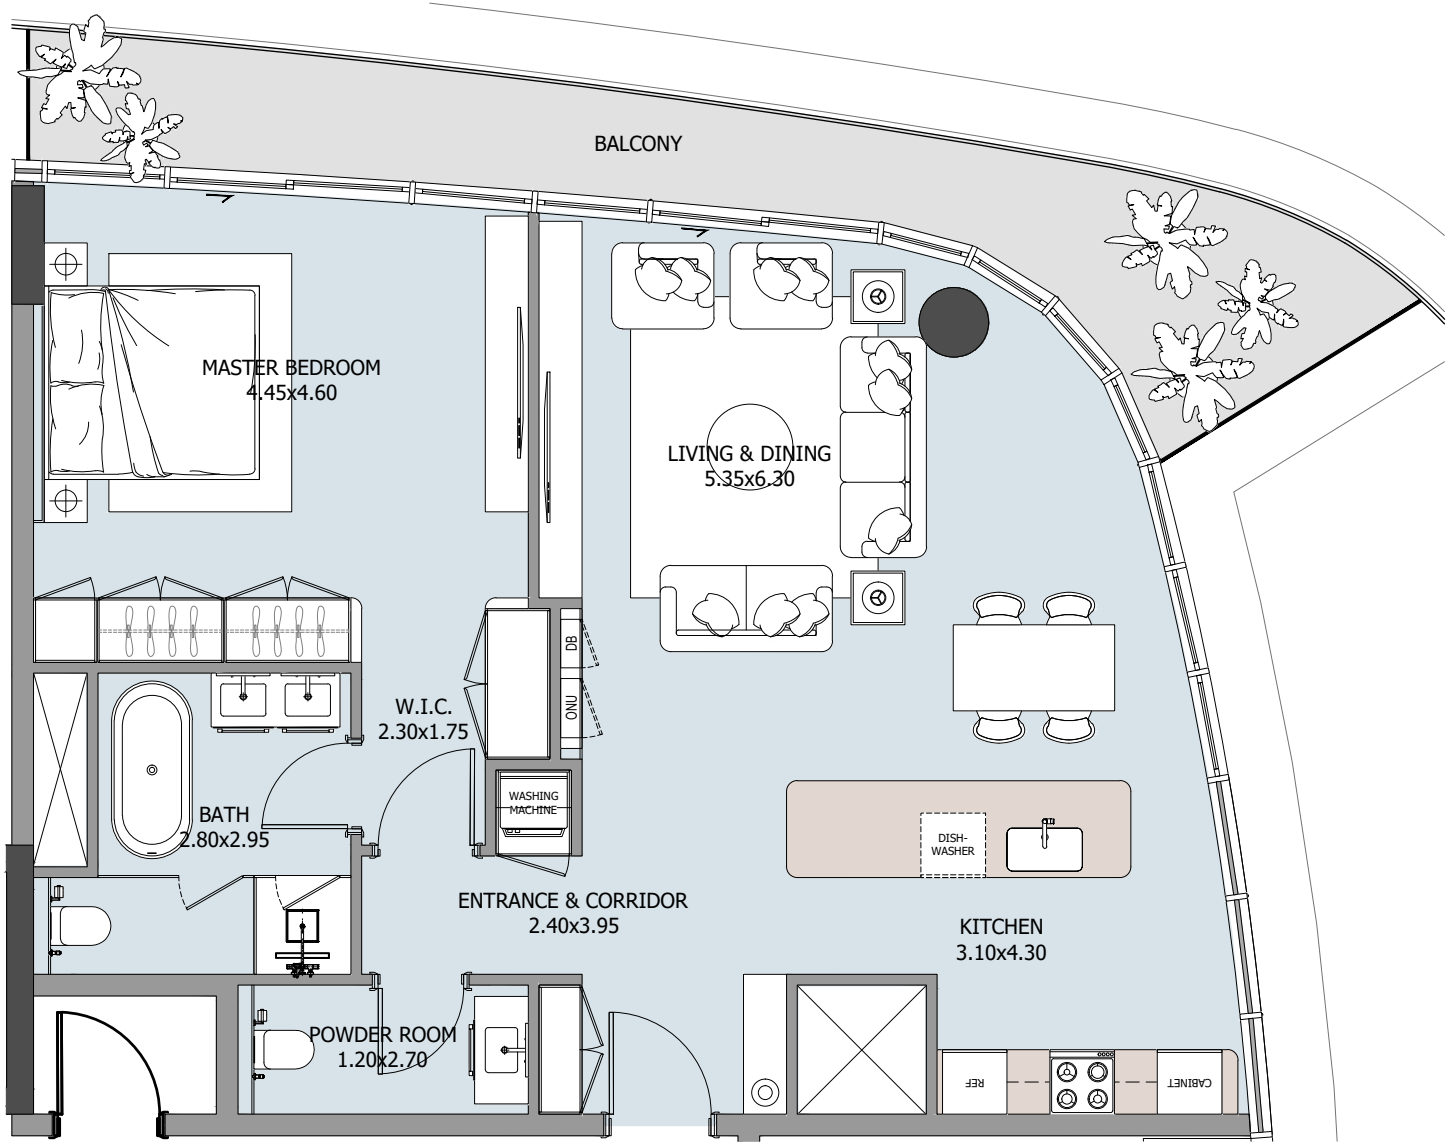 BALCONY
MASTER BEDROOM
4.45x4.60
LIVING & DINING
5.35x6.30
DB
ONU
W.I.C.
2.30x1.75
WASHING
MACHINE
BATH
2.80x2.95
DISH-
WASHER
ENTRANCE & CORRIDOR
2.40x3.95
KITCHEN
3.10x4.30
POWDER ROOM
1.20x2.70
REF
CABINET